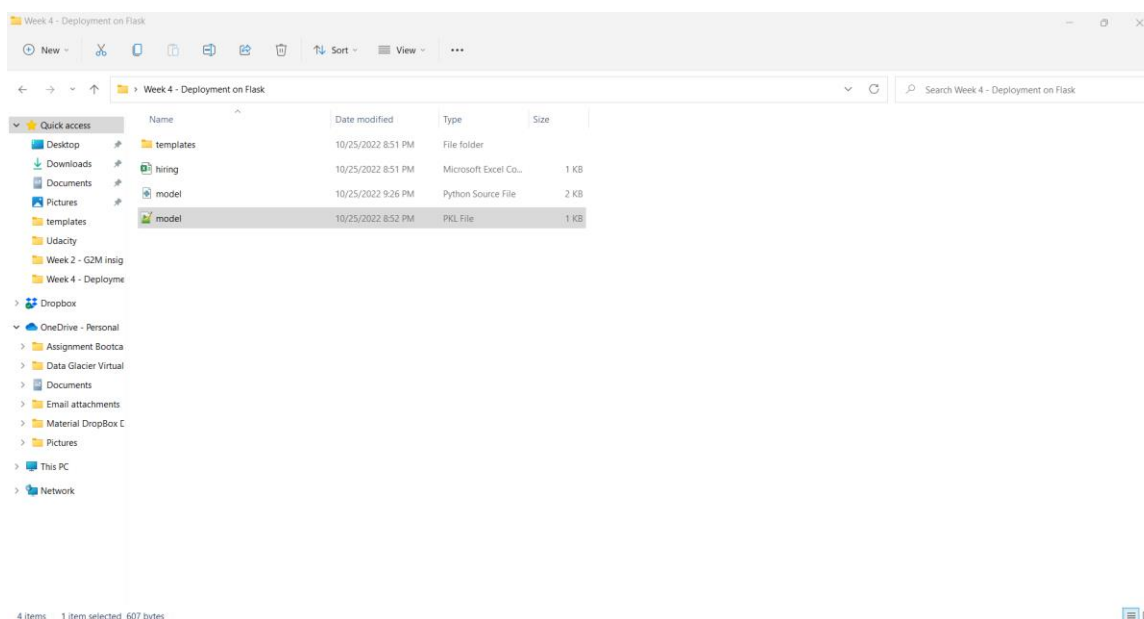 Week 4 - Deployment on Flask
New Sort View
Week 4 - Deployment on Flask Search Week 4 - Deployment on Flask
Name Date modified Type Size
Quick access
Desktop
Downloads
Documents
Pictures
templates
Udacity
Week 2 - G2M insig
Week 4 - Deployme
Dropbox
OneDrive - Personal
Assignment Bootca
Data Glacier Virtual
Documents
Email attachments
Material DropBox D
Pictures
This PC
Network
templates 10/25/2022 8:51 PM File folder
hiring 10/25/2022 8:51 PM Microsoft Excel Co... 1 KB
model 10/25/2022 9:26 PM Python Source File 2 KB
model 10/25/2022 8:52 PM PKL File 1 KB
4 items 1 item selected 607 bytes